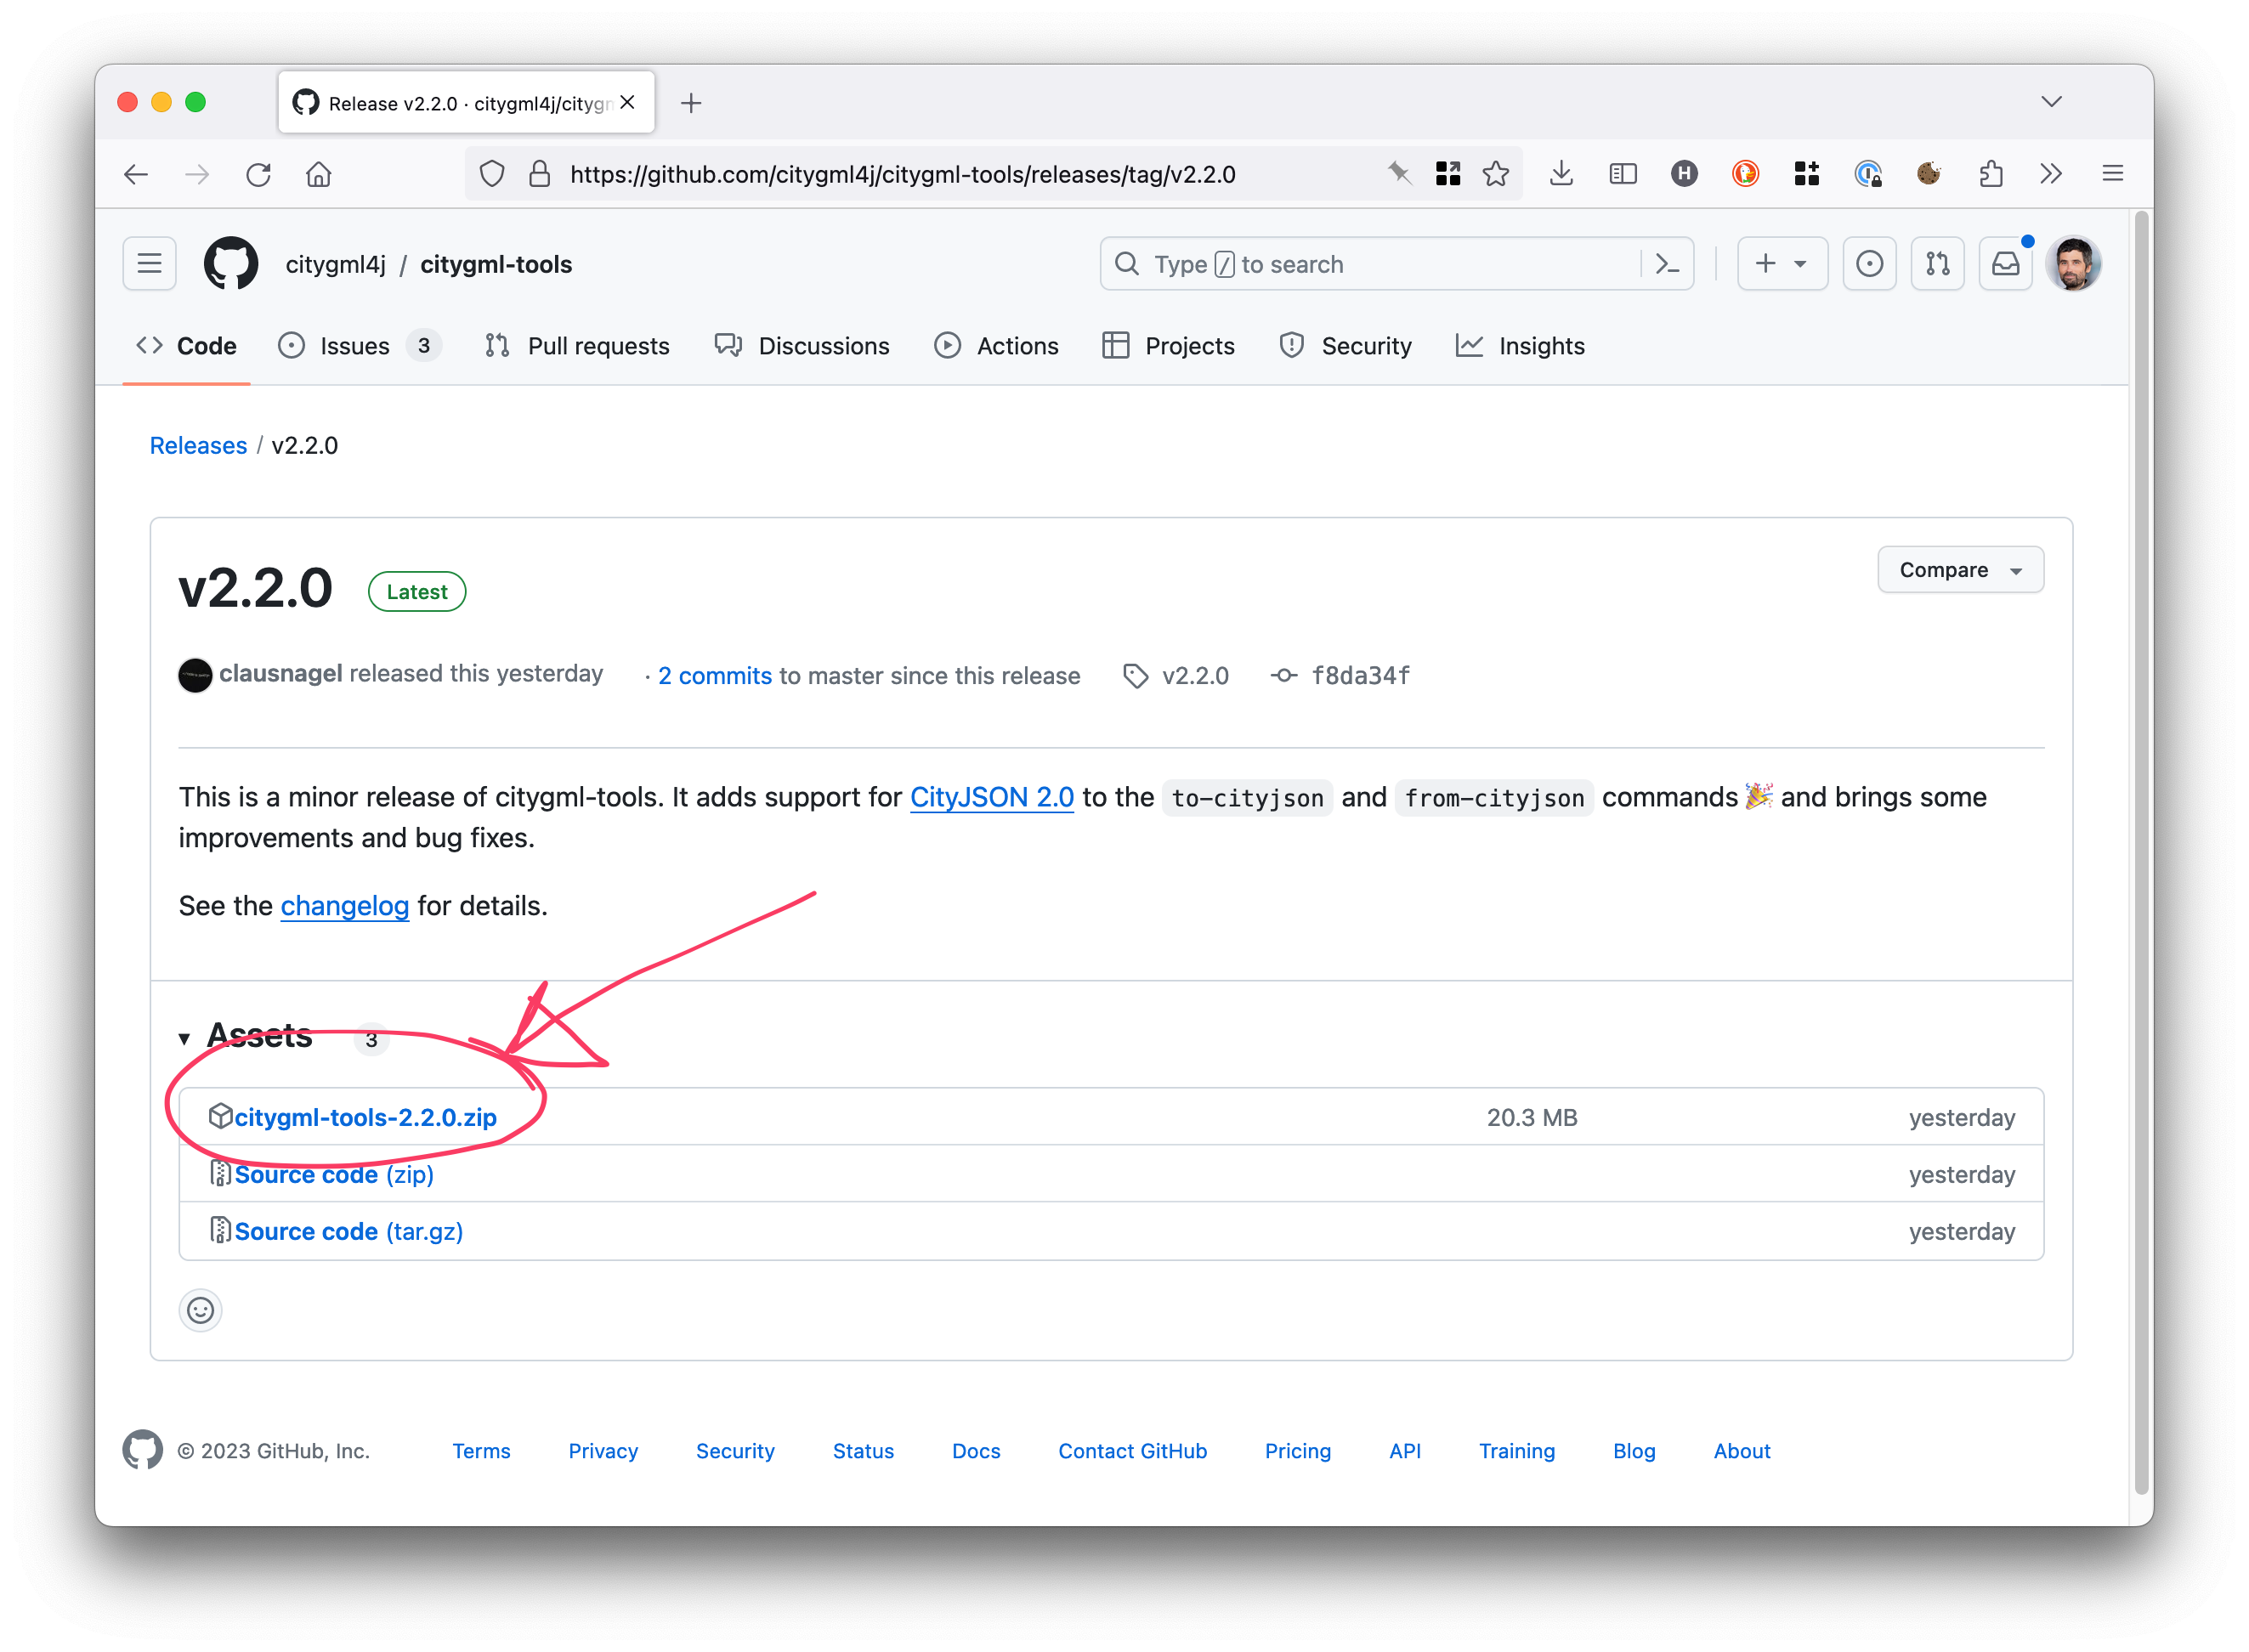 Release v2.2.0 · citygml4j/citygm
https://github.com/citygml4j/citygml-tools/releases/tag/v2.2.0
citygml4j / citygml-tools
Type / to search
Code
Issues 3
Pull requests
Discussions
Actions
Projects
Security
Insights
Releases / v2.2.0
v2.2.0 Latest
Compare
clausnagel released this yesterday · 2 commits to master since this release v2.2.0 f8da34f
This is a minor release of citygml-tools. It adds support for CityJSON 2.0 to the to-cityjson and from-cityjson commands 🎉 and brings some
improvements and bug fixes.
See the changelog for details.
Assets 3
citygml-tools-2.2.0.zip 20.3 MB yesterday
Source code (zip) yesterday
Source code (tar.gz) yesterday
© 2023 GitHub, Inc. Terms Privacy Security Status Docs Contact GitHub Pricing API Training Blog About